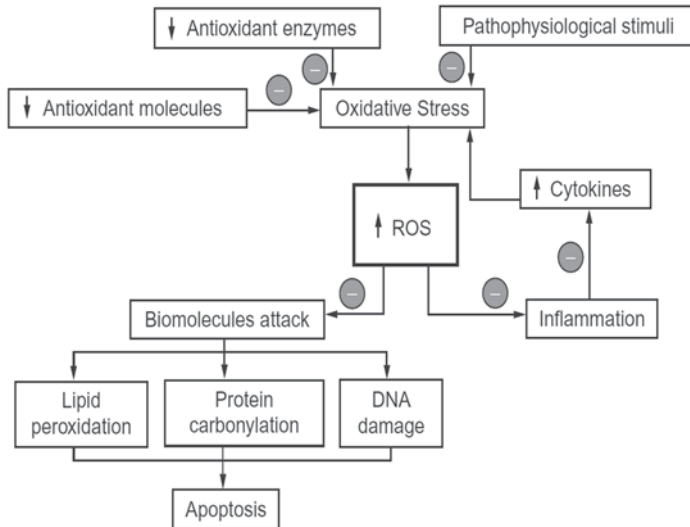 ↓ Antioxidant enzymes
Pathophysiological stimuli
–
–
–
↓ Antioxidant molecules
Oxidative Stress
↑ Cytokines
↑ ROS
–
–
–
Biomolecules attack
Inflammation
Lipid
peroxidation
Protein
carbonylation
DNA
damage
Apoptosis